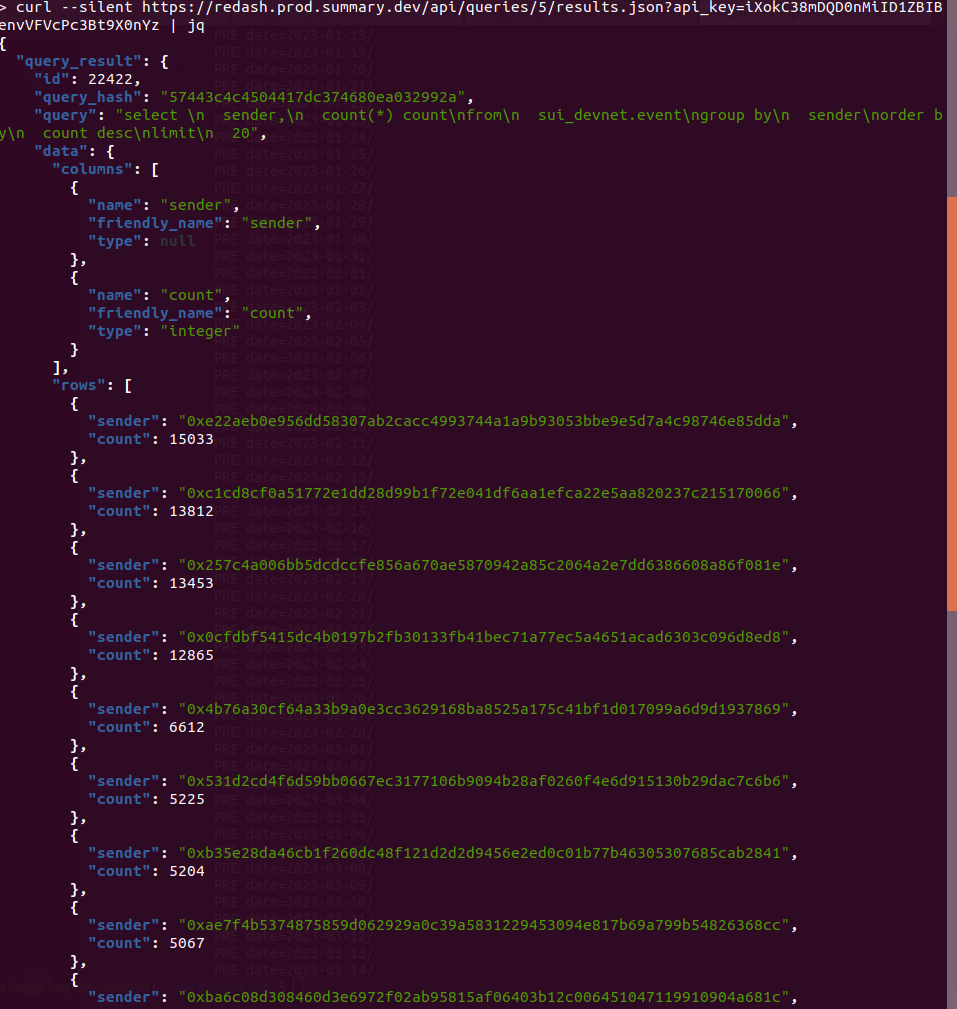 > curl --silent https://redash.prod.summary.dev/api/queries/5/results.json?api_key=iXokC38mDQD0nMiID1ZBIB
envVFVcPc3Bt9X0nYz | jq
{
  "query_result": {
    "id": 22422,
    "query_hash": "57443c4c4504417dc374680ea032992a",
    "query": "select \n  sender,\n  count(*) count\nfrom\n  sui_devnet.event\ngroup by\n  sender\norder b
y\n  count desc\nlimit\n  20",
    "data": {
      "columns": [
        {
          "name": "sender",
          "friendly_name": "sender",
          "type": null
        },
        {
          "name": "count",
          "friendly_name": "count",
          "type": "integer"
        }
      ],
      "rows": [
        {
          "sender": "0xe22aeb0e956dd58307ab2cacc4993744a1a9b93053bbe9e5d7a4c98746e85dda",
          "count": 15033
        },
        {
          "sender": "0xc1cd8cf0a51772e1dd28d99b1f72e041df6aa1efca22e5aa820237c215170066",
          "count": 13812
        },
        {
          "sender": "0x257c4a006bb5dcdccfe856a670ae5870942a85c2064a2e7dd6386608a86f081e",
          "count": 13453
        },
        {
          "sender": "0x0cfdbf5415dc4b0197b2fb30133fb41bec71a77ec5a4651acad6303c096d8ed8",
          "count": 12865
        },
        {
          "sender": "0x4b76a30cf64a33b9a0e3cc3629168ba8525a175c41bf1d017099a6d9d1937869",
          "count": 6612
        },
        {
          "sender": "0x531d2cd4f6d59bb0667ec3177106b9094b28af0260f4e6d915130b29dac7c6b6",
          "count": 5225
        },
        {
          "sender": "0xb35e28da46cb1f260dc48f121d2d2d9456e2ed0c01b77b46305307685cab2841",
          "count": 5204
        },
        {
          "sender": "0xae7f4b5374875859d062929a0c39a5831229453094e817b69a799b54826368cc",
          "count": 5067
        },
        {
          "sender": "0xba6c08d308460d3e6972f02ab95815af06403b12c006451047119910904a681c",